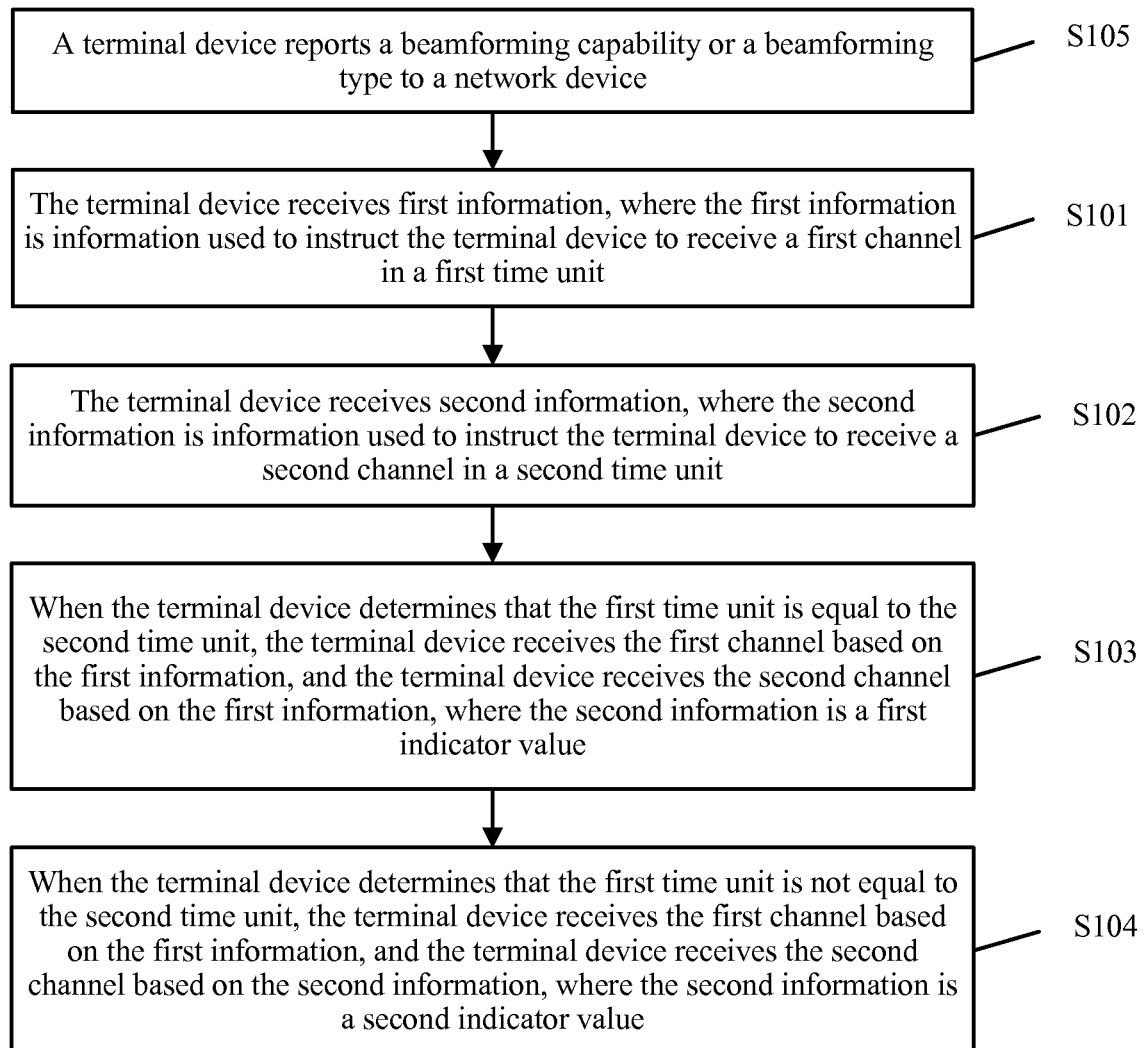 A terminal device reports a beamforming capability or a beamforming
type to a network device
S105
The terminal device receives first information, where the first information
is information used to instruct the terminal device to receive a first channel
in a first time unit
S101
The terminal device receives second information, where the second
information is information used to instruct the terminal device to receive a
second channel in a second time unit
S102
When the terminal device determines that the first time unit is equal to the
second time unit, the terminal device receives the first channel based on
the first information, and the terminal device receives the second channel
based on the first information, where the second information is a first
indicator value
S103
When the terminal device determines that the first time unit is not equal to
the second time unit, the terminal device receives the first channel based
on the first information, and the terminal device receives the second
channel based on the second information, where the second information is
a second indicator value
S104